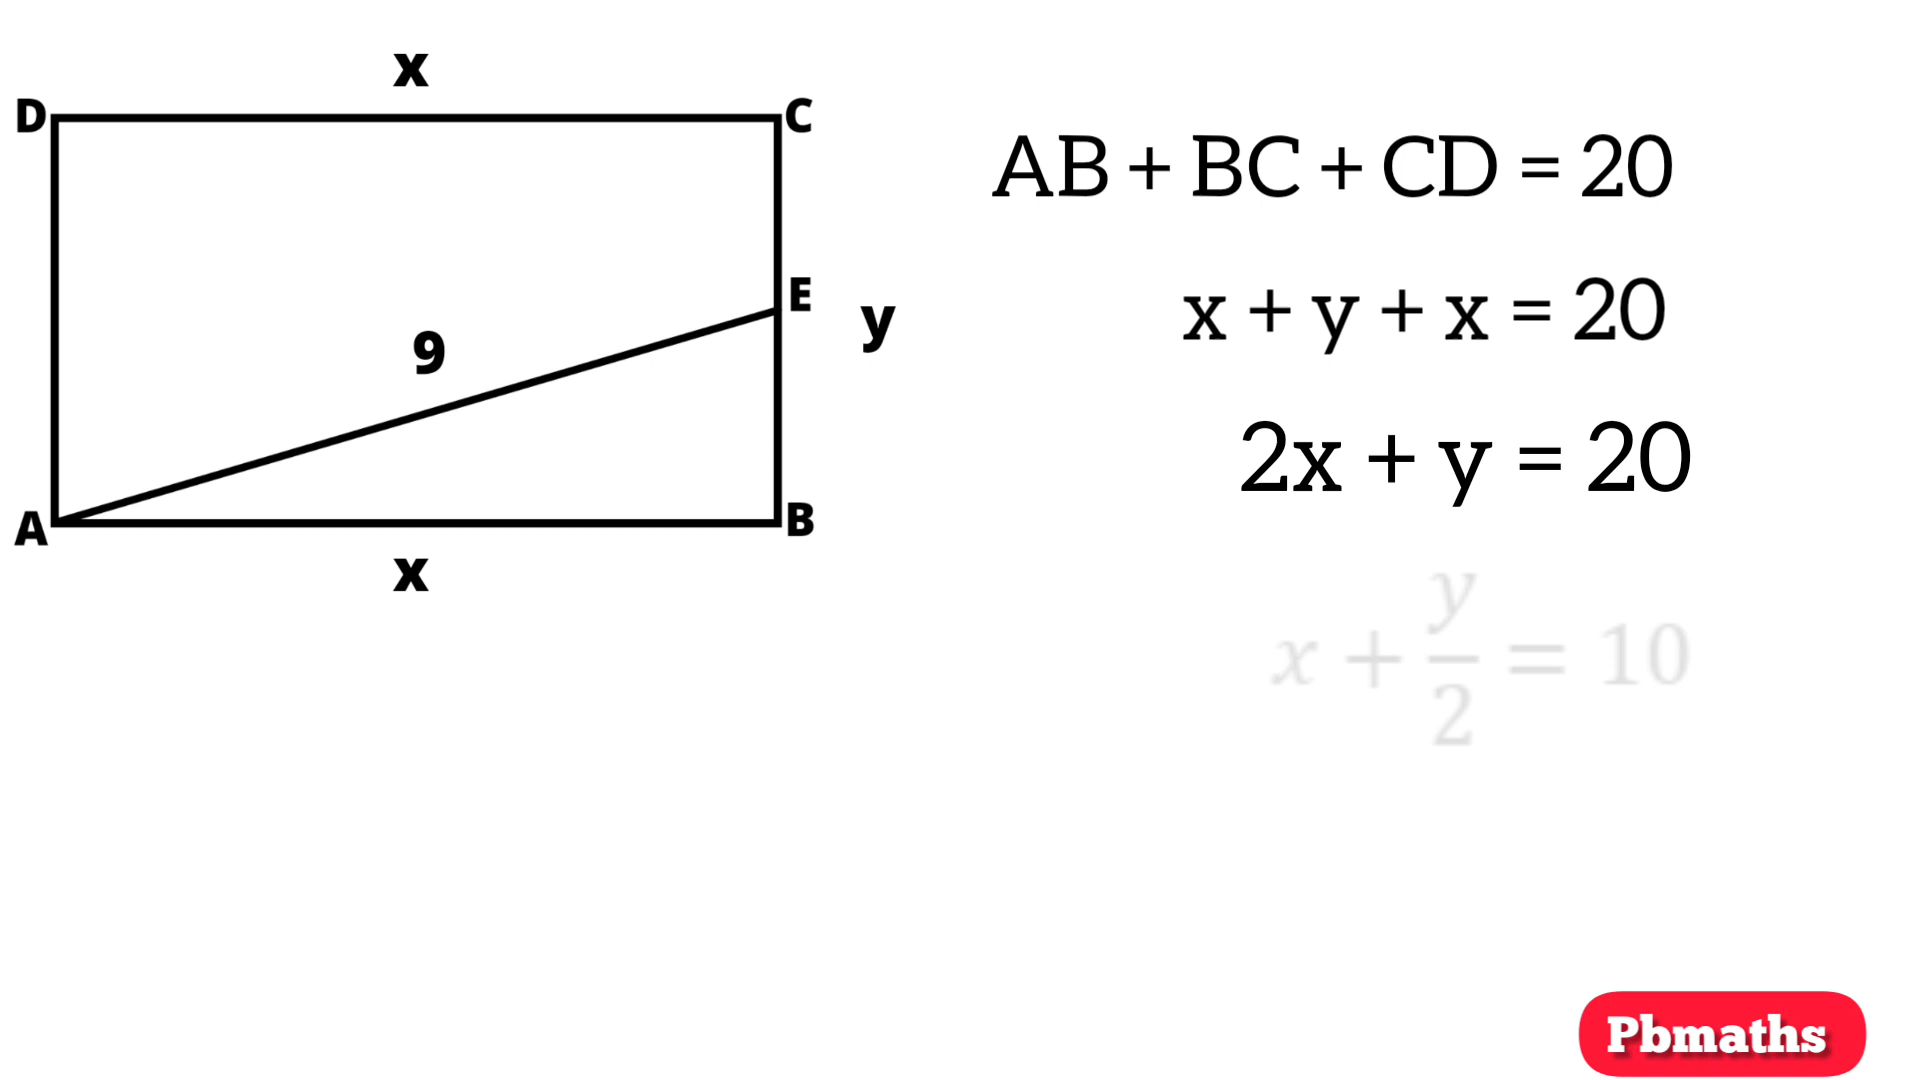 x
D
C
E
y
9
A
B
x
AB + BC + CD = 20
x + y + x = 20
2x + y = 20
x + y/2 = 10
Pbmaths